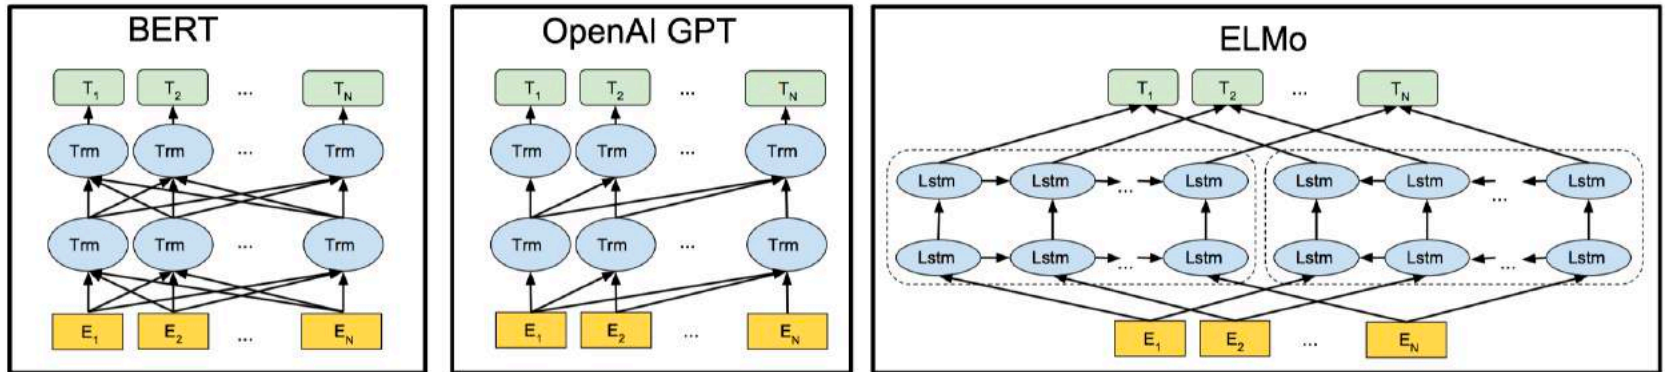 BERT
T1 T2 ... TN
Trm Trm ... Trm
Trm Trm ... Trm
E1 E2 ... EN
OpenAI GPT
T1 T2 ... TN
Trm Trm ... Trm
Trm Trm ... Trm
E1 E2 ... EN
ELMo
T1 T2 ... TN
Lstm Lstm ... Lstm Lstm Lstm ... Lstm
Lstm Lstm ... Lstm Lstm Lstm ... Lstm
E1 E2 ... EN